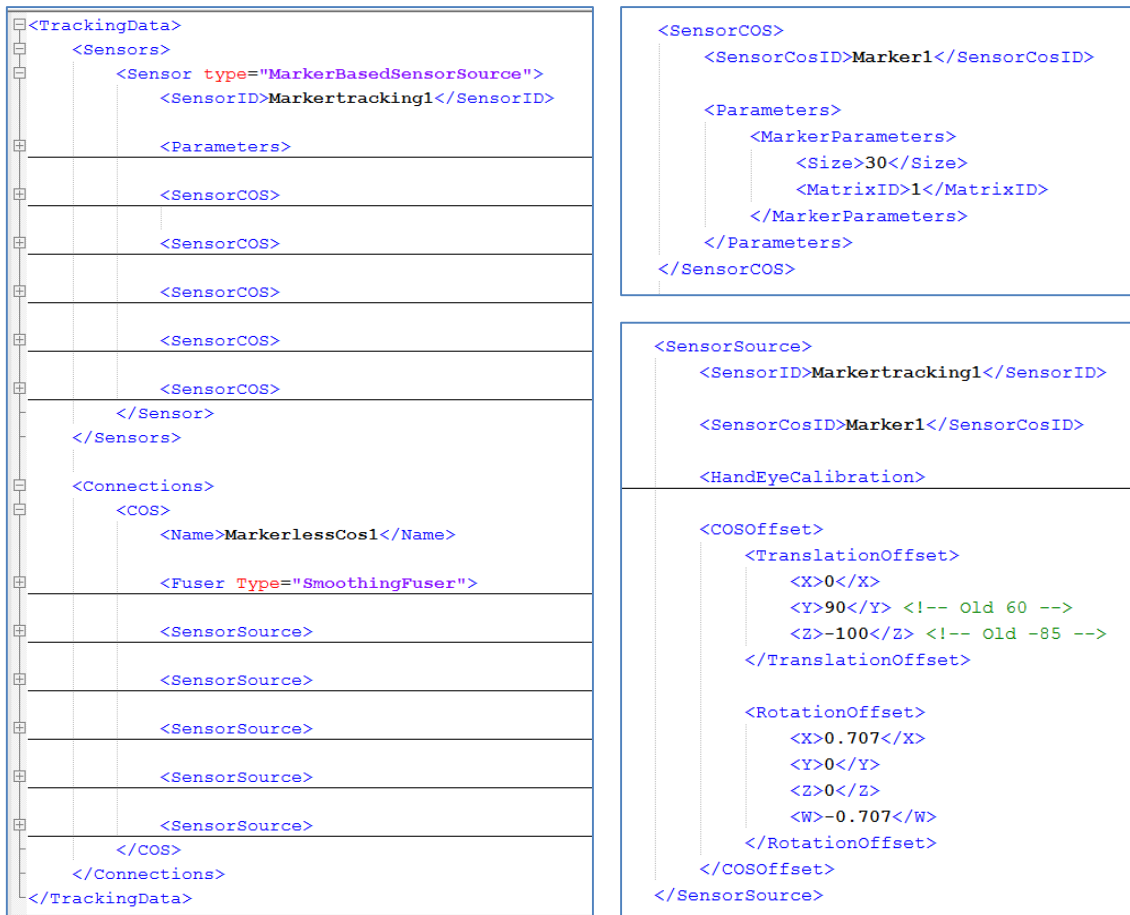 <TrackingData>
<Sensors>
<Sensor type="MarkerBasedSensorSource">
<SensorID>Markertracking1</SensorID>
<Parameters>
<SensorCOS>
<SensorCOS>
<SensorCOS>
<SensorCOS>
<SensorCOS>
</Sensor>
</Sensors>
<Connections>
<COS>
<Name>MarkerlessCos1</Name>
<Fuser Type="SmoothingFuser">
<SensorSource>
<SensorSource>
<SensorSource>
<SensorSource>
<SensorSource>
</COS>
</Connections>
</TrackingData>
<SensorCOS>
<SensorCosID>Marker1</SensorCosID>
<Parameters>
<MarkerParameters>
<Size>30</Size>
<MatrixID>1</MatrixID>
</MarkerParameters>
</Parameters>
</SensorCOS>
<SensorSource>
<SensorID>Markertracking1</SensorID>
<SensorCosID>Marker1</SensorCosID>
<HandEyeCalibration>
<COSOffset>
<TranslationOffset>
<X>0</X>
<Y>90</Y> <!-- Old 60 -->
<Z>-100</Z> <!-- Old -85 -->
</TranslationOffset>
<RotationOffset>
<X>0.707</X>
<Y>0</Y>
<Z>0</Z>
<W>-0.707</W>
</RotationOffset>
</COSOffset>
</SensorSource>